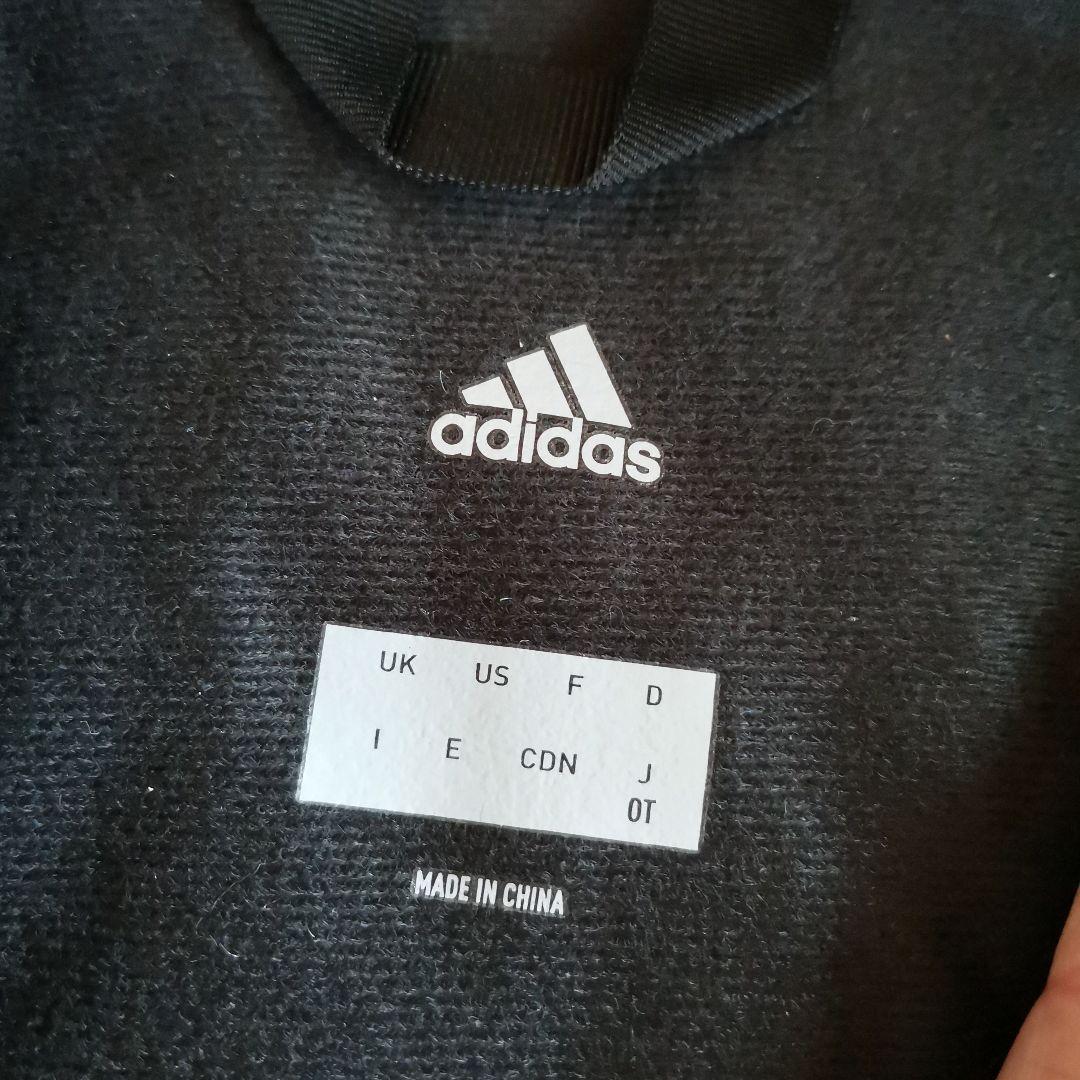 adidas
UK US F D
I E CDN J
OT
MADE IN CHINA